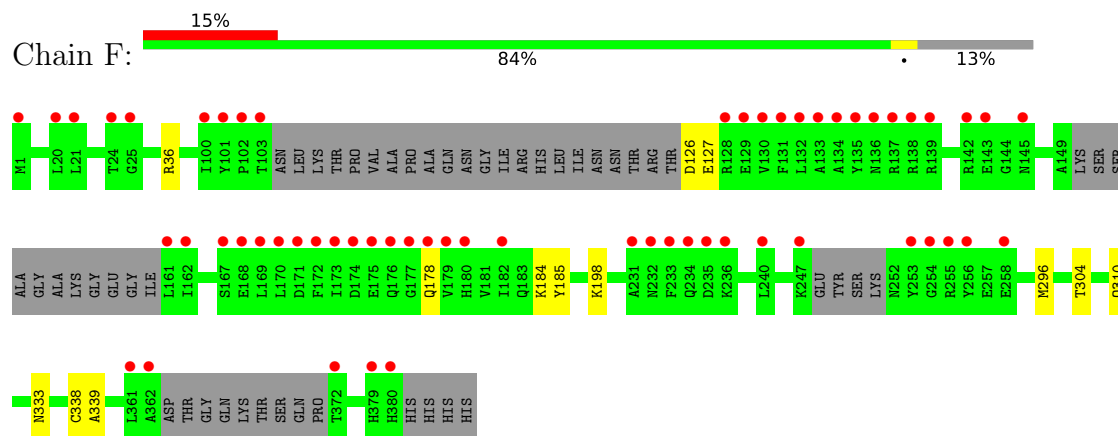 15%
Chain F:
84%
•
13%
M1 L20 L21 T24 G25 R36 I100 Y101 P102 T103 ASN LEU LYS THR PRO VAL ALA PRO ALA GLN ASN GLY ILE ARG HIS LEU ILE ASN ASN THR ARG THR D126 E127 R128 E129 V130 F131 L132 A133 A134 Y135 N136 R137 R138 R139 R142 E143 G144 N145 A149 LYS SER SER
ALA GLY ALA LYS GLY GLU GLY ILE L161 I162 S167 E168 L169 L170 D171 F172 I173 D174 E175 Q176 G177 Q178 V179 H180 V181 I182 Q183 K184 Y185 K198 A231 N232 F233 Q234 D235 K236 L240 K247 GLU TYR SER LYS N252 Y253 G254 R255 Y256 E257 E258 M296 T304
N333 C338 A339 L361 A362 ASP THR GLY GLN LYS THR SER GLN PRO T372 H379 H380 HIS HIS HIS HIS